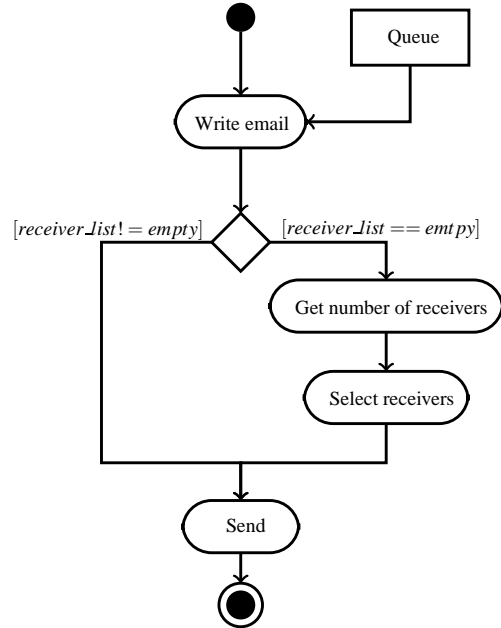 Queue
Write email
[receiver_list! = empty]
[receiver_list == emtpy]
Get number of receivers
Select receivers
Send